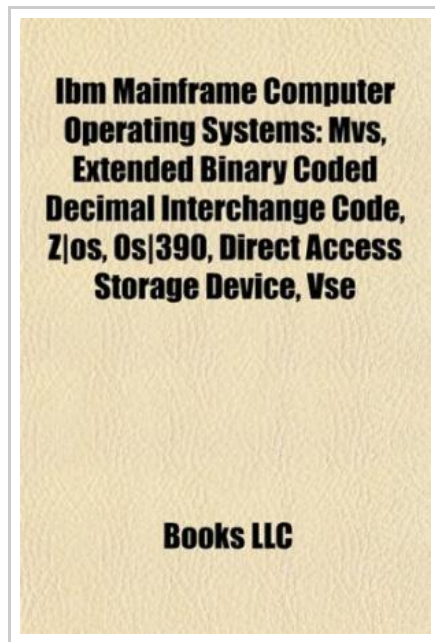 Ibm Mainframe Computer
Operating Systems: Mvs,
Extended Binary Coded
Decimal Interchange Code,
Z|os, Os|390, Direct Access
Storage Device, Vse
Books LLC